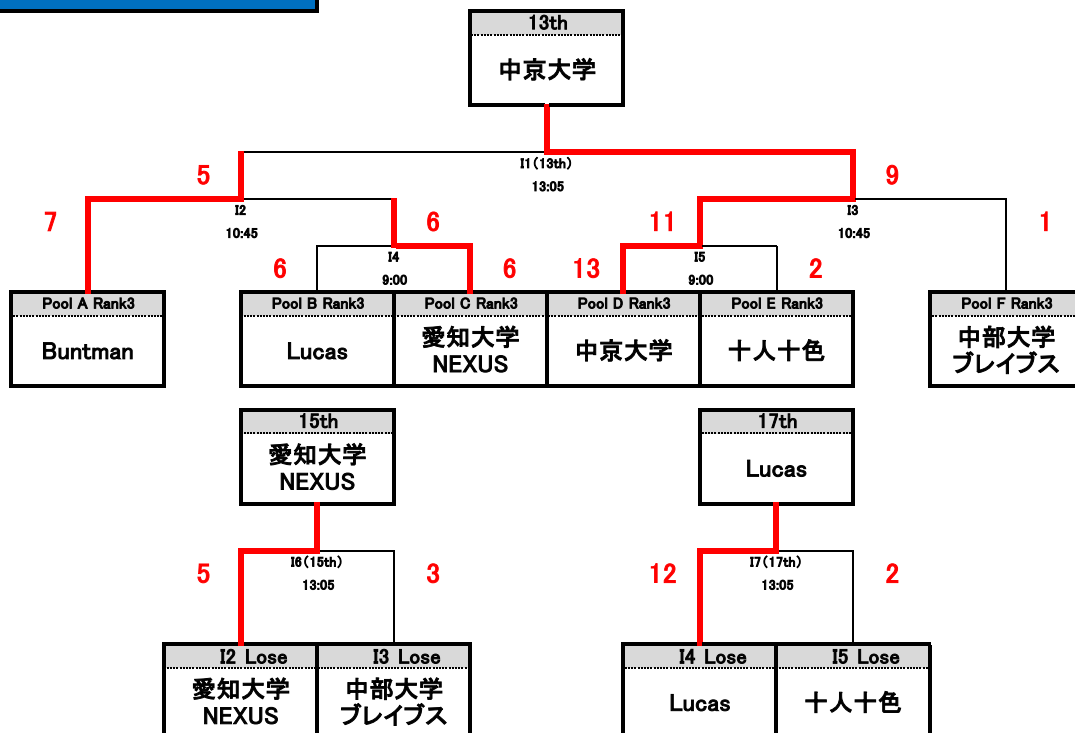 13th
中京大学
I1(13th)
13:05
5
9
7
I2
10:45
6
11
I3
10:45
1
6
I4
9:00
6
13
I5
9:00
2
Pool A Rank3
Pool B Rank3
Pool C Rank3
Pool D Rank3
Pool E Rank3
Pool F Rank3
Buntman
Lucas
愛知大学
NEXUS
中京大学
十人十色
中部大学
ブレイブス
15th
愛知大学
NEXUS
17th
Lucas
5
I6(15th)
13:05
3
12
I7(17th)
13:05
2
I2 Lose
I3 Lose
I4 Lose
I5 Lose
愛知大学
NEXUS
中部大学
ブレイブス
Lucas
十人十色